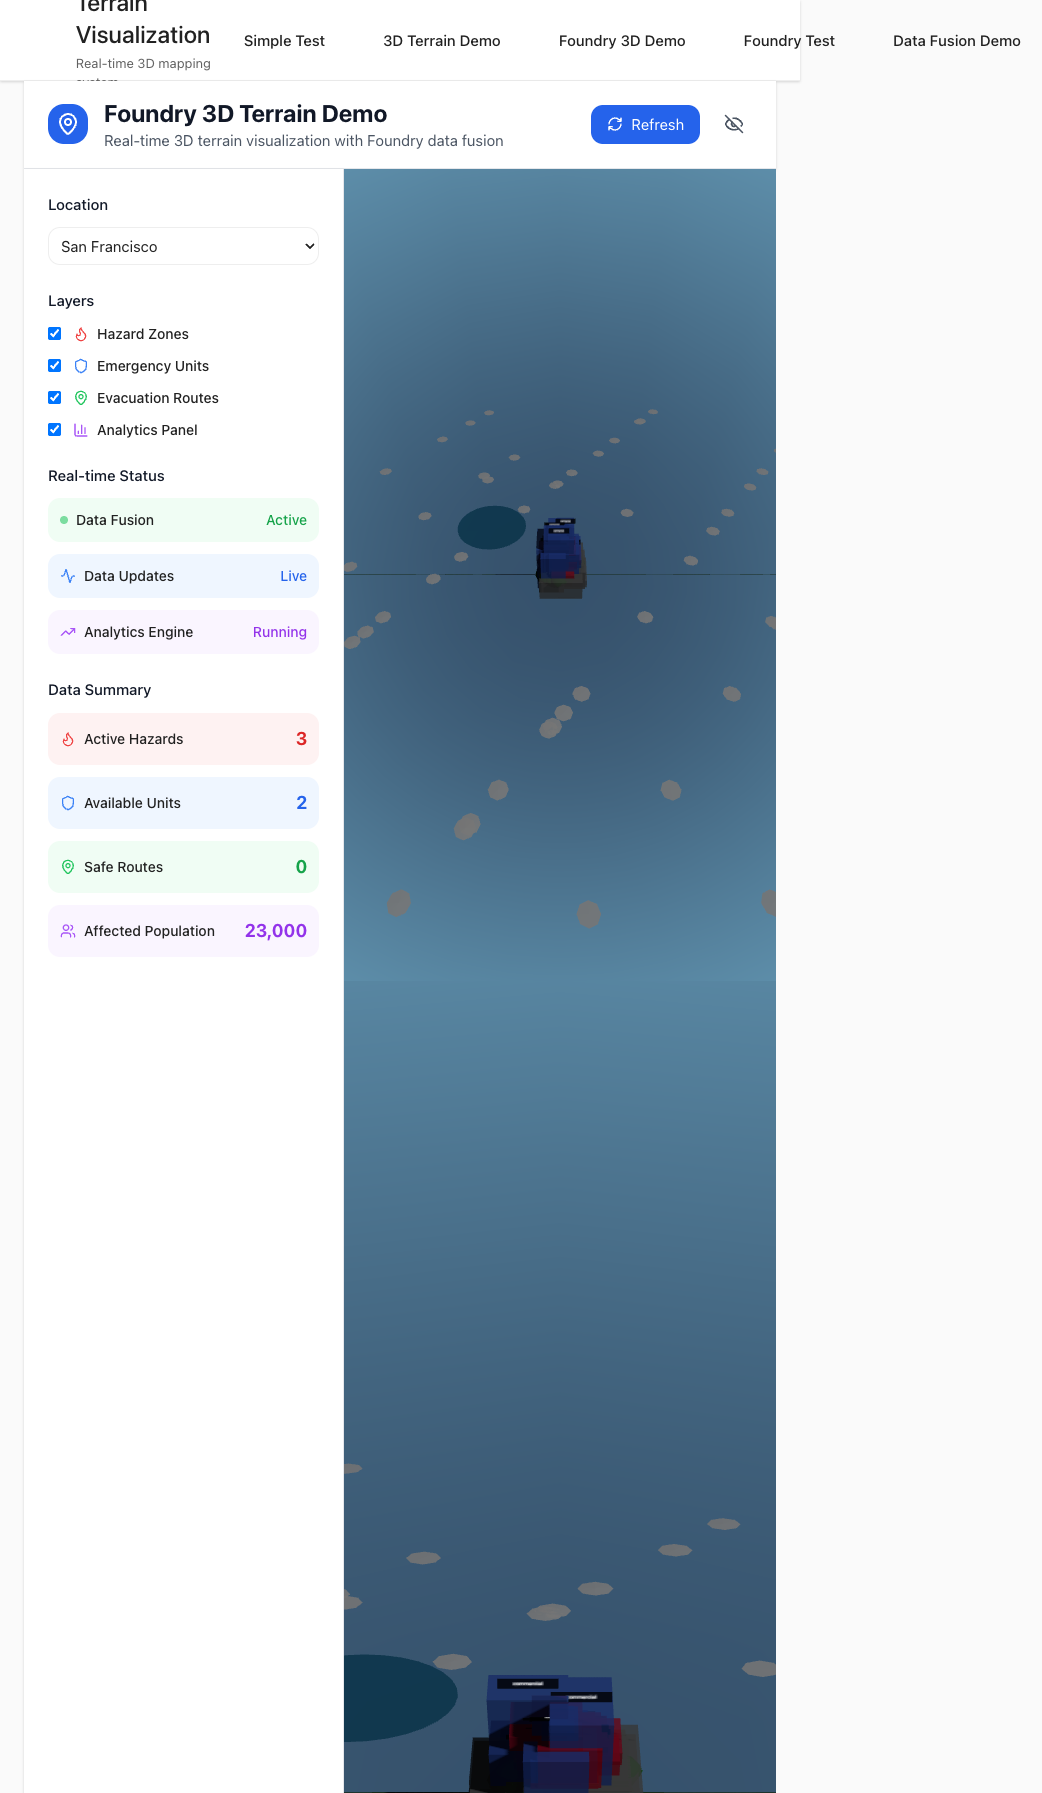 Terrain
Visualization
Real-time 3D mapping
system
Simple Test
3D Terrain Demo
Foundry 3D Demo
Foundry Test
Data Fusion Demo
Foundry 3D Terrain Demo
Real-time 3D terrain visualization with Foundry data fusion
Refresh
Location
San Francisco
Layers
Hazard Zones
Emergency Units
Evacuation Routes
Analytics Panel
Real-time Status
Data Fusion Active
Data Updates Live
Analytics Engine Running
Data Summary
Active Hazards 3
Available Units 2
Safe Routes 0
Affected Population 23,000
commercial
commercial